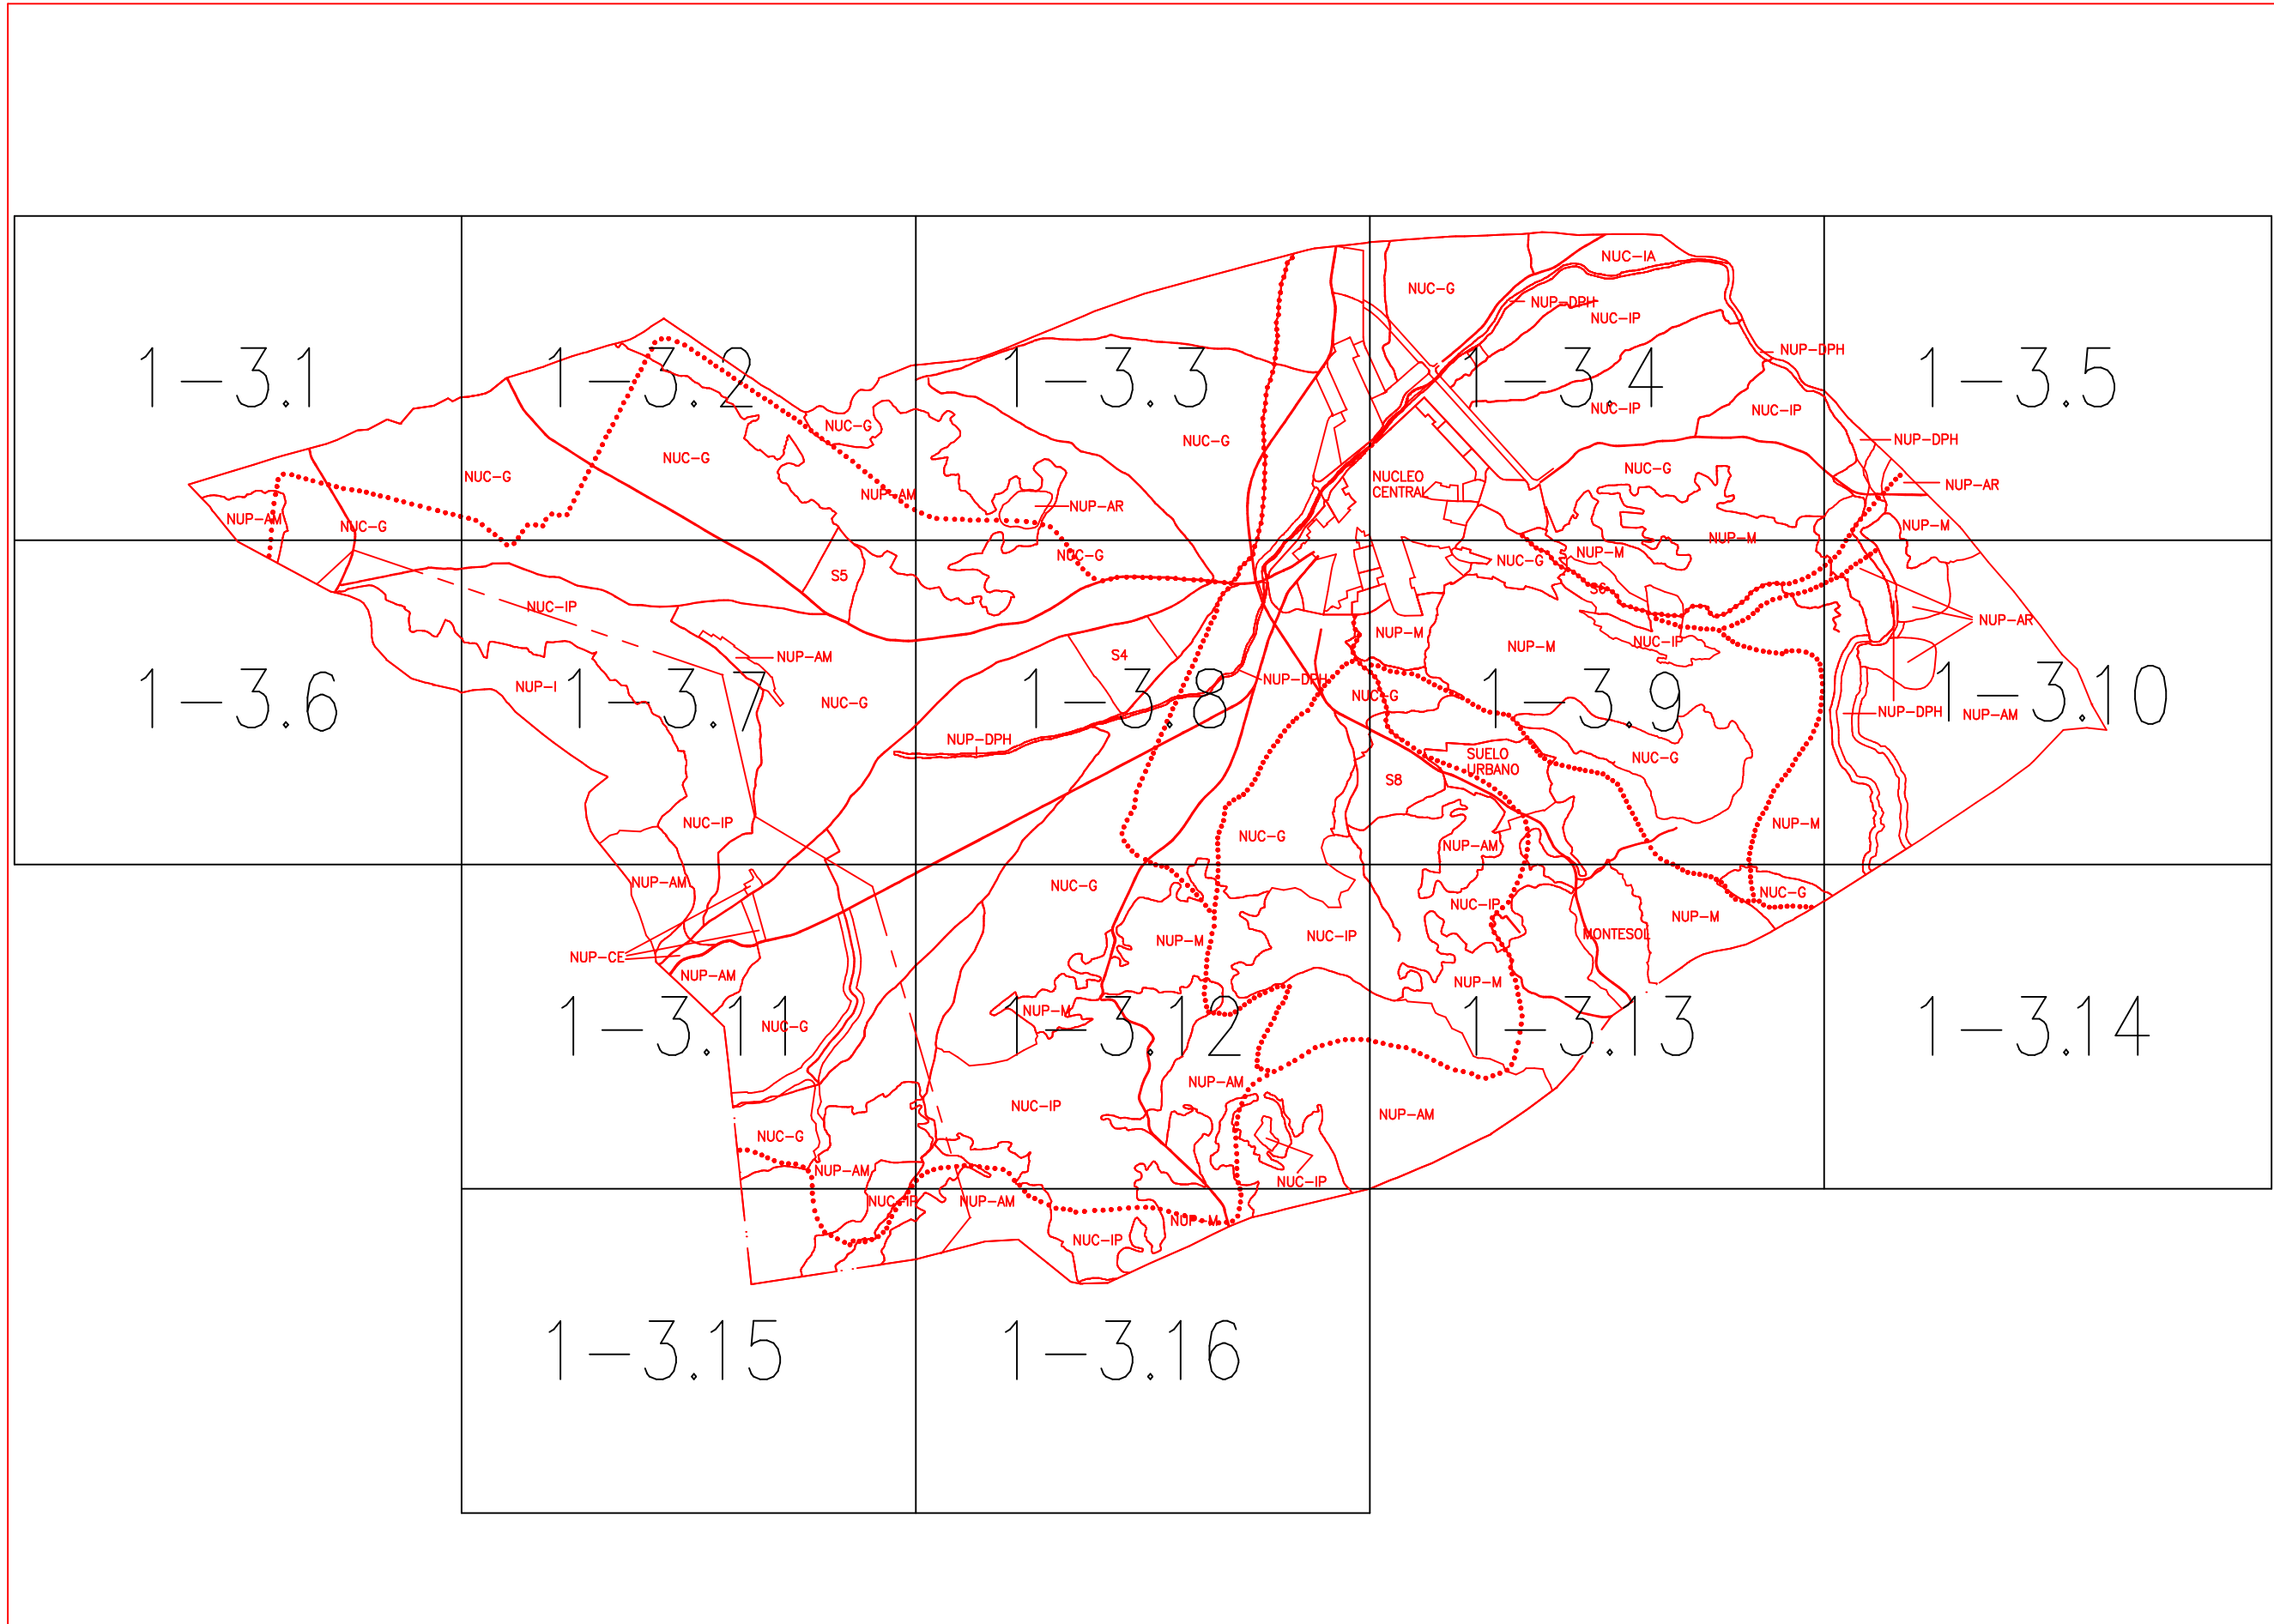 NUC-IA
NUC-G
NUP-DPH
NUC-IP
1-3.1
1-3.2
1-3.3
1-3.4
1-3.5
NUP-DPH
NUC-IP
NUC-IP
NUC-G
NUC-G
NUP-DPH
NUC-G
NUC-G
NUC-G
NUCLEO
CENTRAL
NUP-AR
NUP-AM
NUP-AR
NUP-AM
NUC-G
NUP-M
NUP-M
NUC-G
NUP-M
NUC-G
S5
S6
NUC-IP
NUP-AR
NUP-M
NUC-IP
NUP-M
S4
NUP-AM
NUP-DPH
NUP-I
NUC-G
NUC-G
1-3.6
1-3.7
1-3.8
1-3.9
1-3.10
NUP-DPH
NUP-AM
NUP-DPH
SUELO
URBANO
NUC-G
S8
NUC-IP
NUC-G
NUP-M
NUP-AM
NUP-AM
NUC-G
NUC-G
NUC-IP
NUP-M
NUP-M
NUC-IP
MONTESOL
NUP-CE
NUP-AM
NUP-M
NUP-M
NUC-G
1-3.11
1-3.12
1-3.13
1-3.14
NUP-AM
NUC-IP
NUP-AM
NUC-G
NUP-AM
NUC-IP
NUC-IP
NUP-AM
NUP-M
NUC-IP
1-3.15
1-3.16